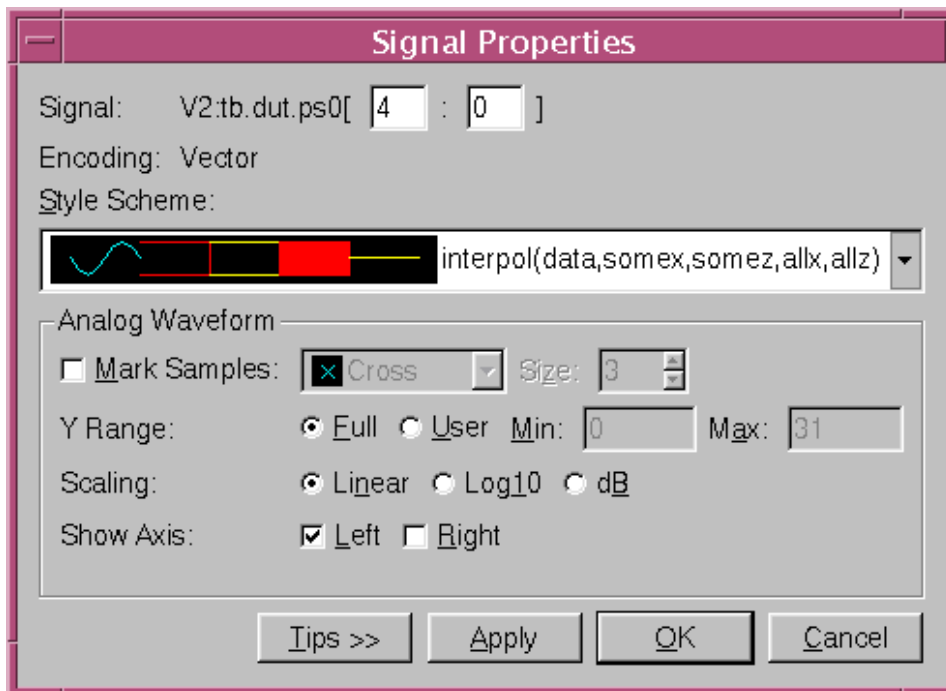 Signal Properties
Signal: V2:tb.dut.ps0[ 4 : 0 ]
Encoding: Vector
Style Scheme:
interpol(data,somex,somez,allx,allz)
Analog Waveform
Mark Samples: Cross Size: 3
Y Range: Full User Min: 0 Max: 31
Scaling: Linear Log10 dB
Show Axis: Left Right
Tips >> Apply OK Cancel